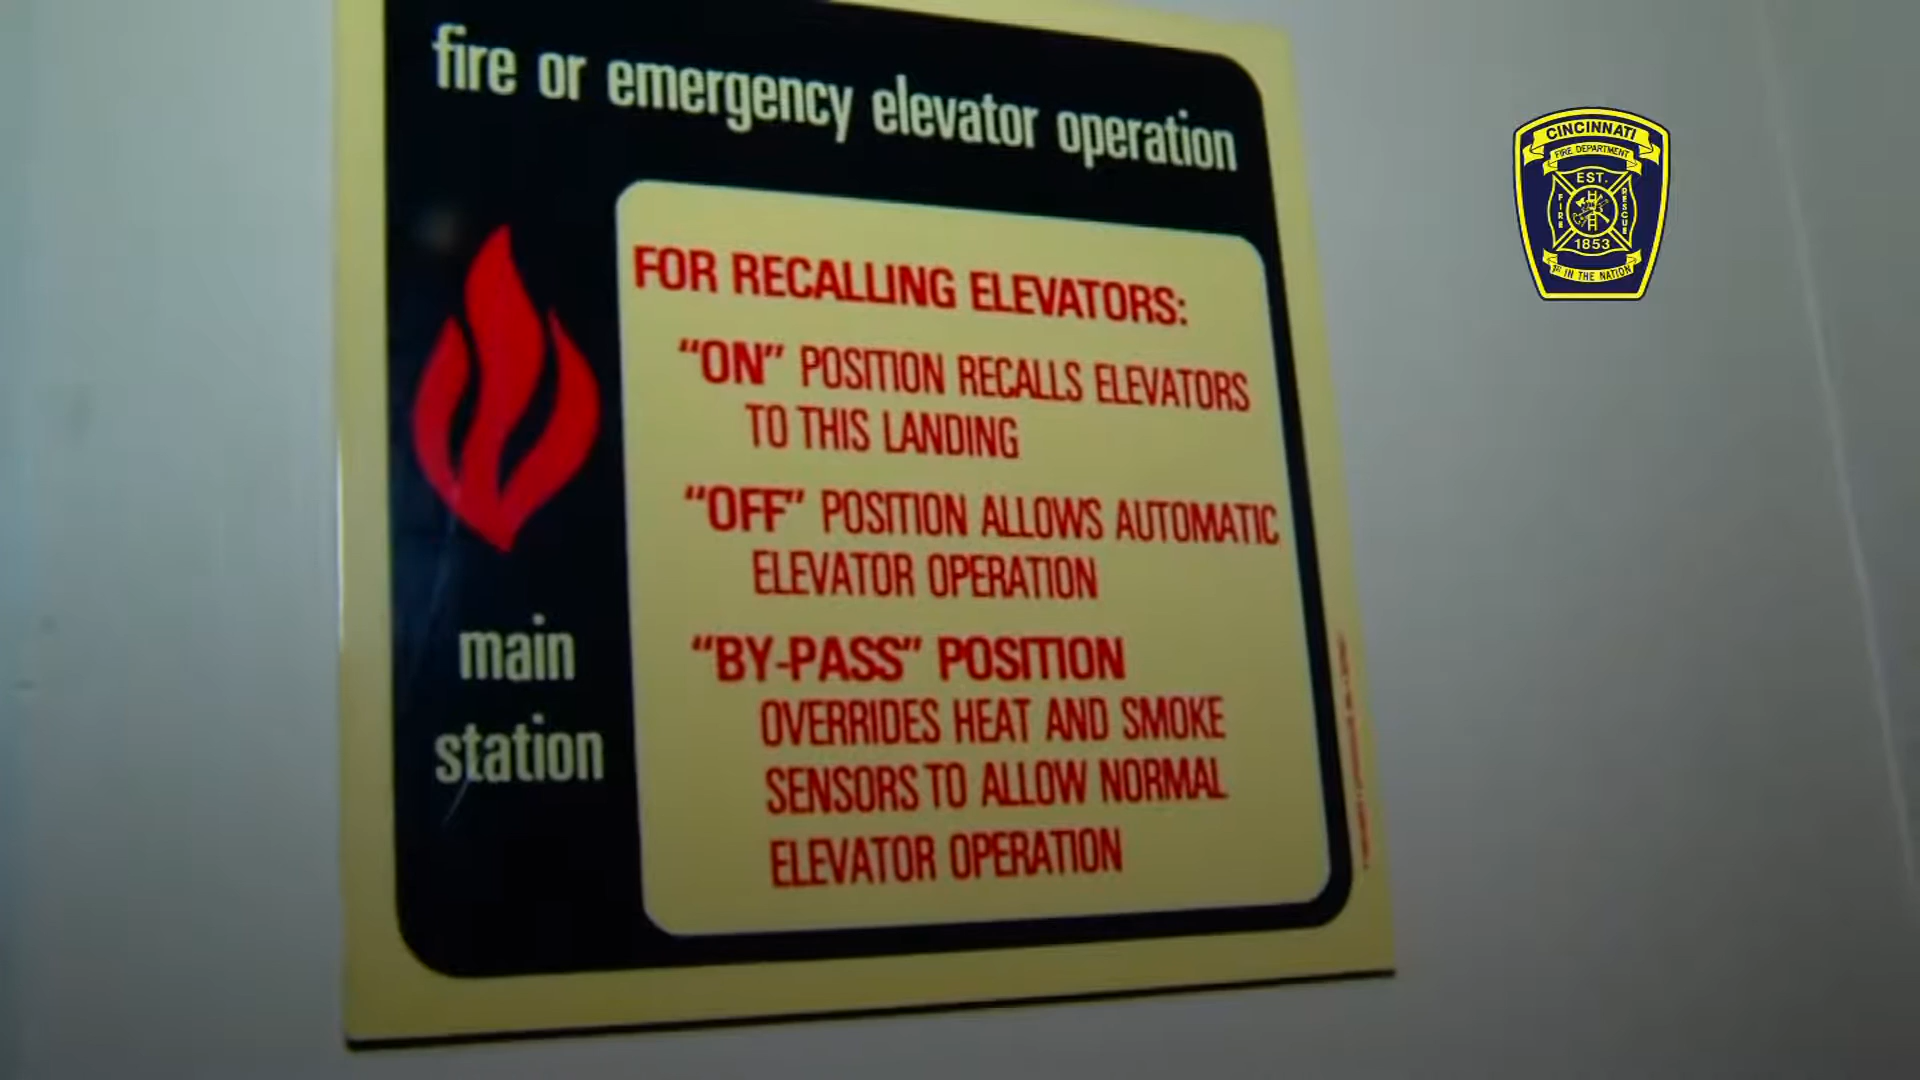 fire or emergency elevator operation
FOR RECALLING ELEVATORS:
"ON" POSITION RECALLS ELEVATORS
TO THIS LANDING
"OFF" POSITION ALLOWS AUTOMATIC
ELEVATOR OPERATION
"BY-PASS" POSITION
OVERRIDES HEAT AND SMOKE
SENSORS TO ALLOW NORMAL
ELEVATOR OPERATION
main
station
CINCINNATI
FIRE DEPARTMENT
EST.
FIRE
RESCUE
1853
1ST IN THE NATION